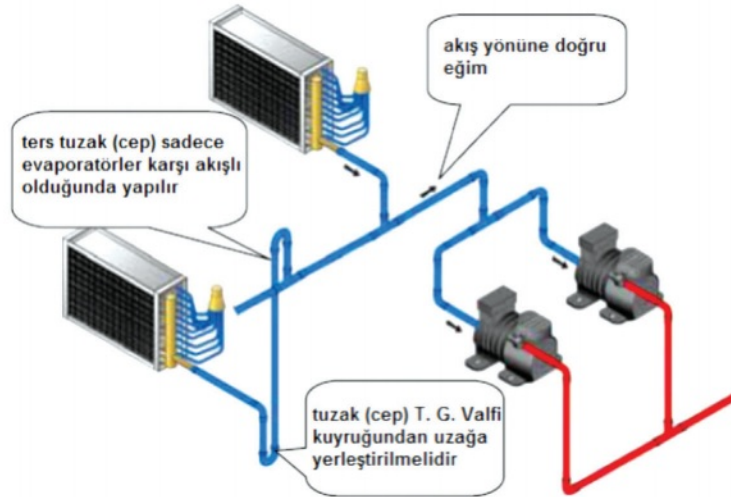 akış yönüne doğru
eğim
ters tuzak (cep) sadece
evaporatörler karşı akışlı
olduğunda yapılır
tuzak (cep) T. G. Valfi
kuyruğundan uzağa
yerleştirilmelidir